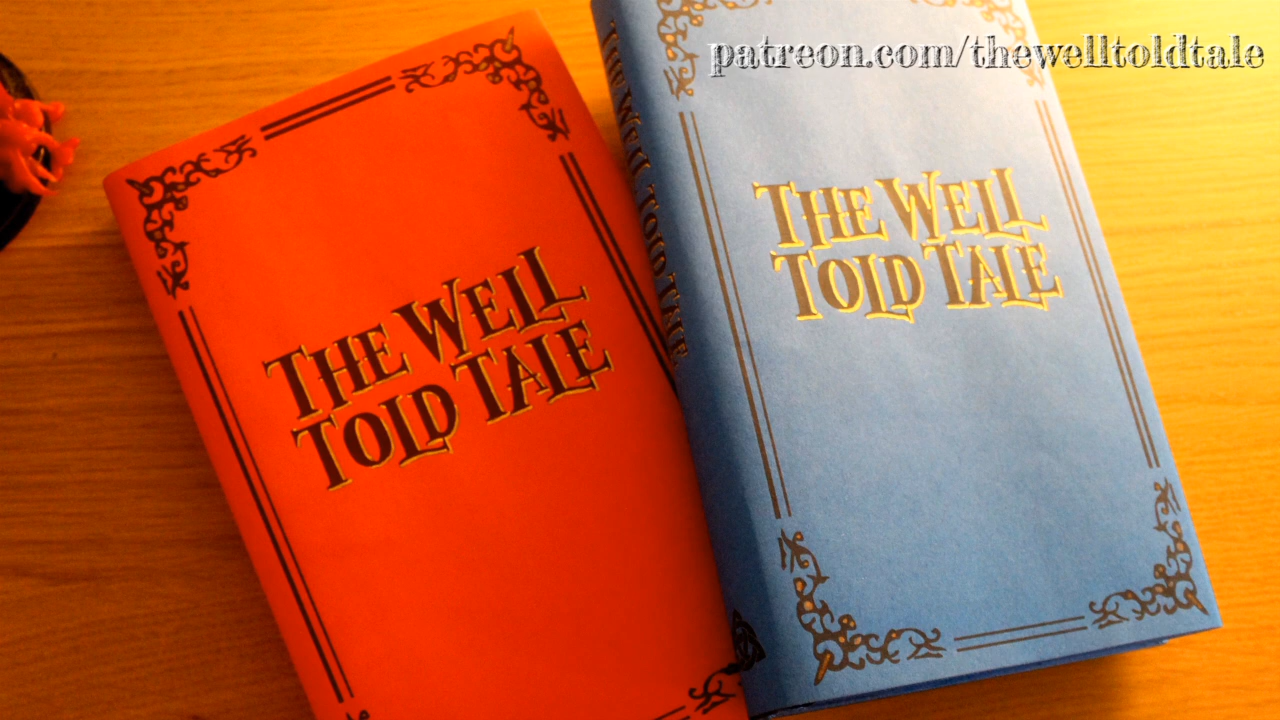 patreon.com/thewelltoldtale
THE WELL
TOLD TALE
THE WELL TOLD TALE
THE WELL
TOLD TALE